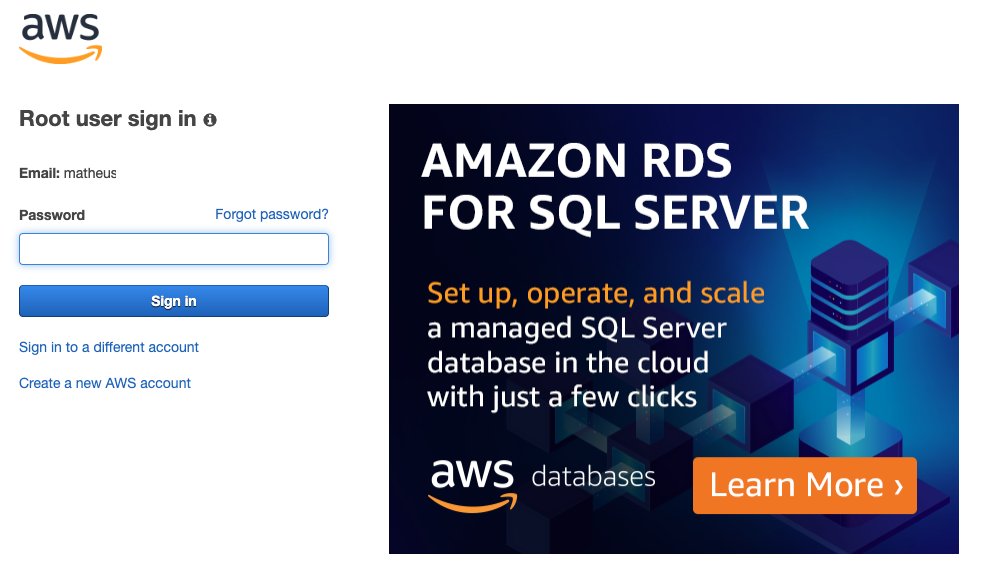 aws
Root user sign in
Email: matheus
Password
Forgot password?
Sign in
Sign in to a different account
Create a new AWS account
AMAZON RDS
FOR SQL SERVER
Set up, operate, and scale
a managed SQL Server
database in the cloud
with just a few clicks
aws databases
Learn More ›